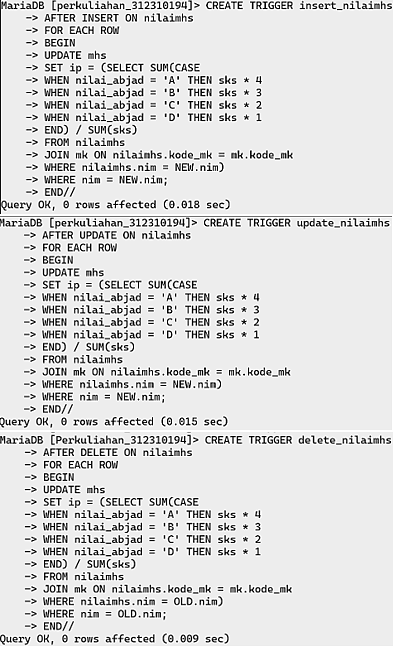 MariaDB [perkuliahan_312310194]> CREATE TRIGGER insert_nilaimhs
-> AFTER INSERT ON nilaimhs
-> FOR EACH ROW
-> BEGIN
-> UPDATE mhs
-> SET ip = (SELECT SUM(CASE
-> WHEN nilai_abjad = 'A' THEN sks * 4
-> WHEN nilai_abjad = 'B' THEN sks * 3
-> WHEN nilai_abjad = 'C' THEN sks * 2
-> WHEN nilai_abjad = 'D' THEN sks * 1
-> END) / SUM(sks)
-> FROM nilaimhs
-> JOIN mk ON nilaimhs.kode_mk = mk.kode_mk
-> WHERE nilaimhs.nim = NEW.nim)
-> WHERE nim = NEW.nim;
-> END//
Query OK, 0 rows affected (0.018 sec)
MariaDB [perkuliahan_312310194]> CREATE TRIGGER update_nilaimhs
-> AFTER UPDATE ON nilaimhs
-> FOR EACH ROW
-> BEGIN
-> UPDATE mhs
-> SET ip = (SELECT SUM(CASE
-> WHEN nilai_abjad = 'A' THEN sks * 4
-> WHEN nilai_abjad = 'B' THEN sks * 3
-> WHEN nilai_abjad = 'C' THEN sks * 2
-> WHEN nilai_abjad = 'D' THEN sks * 1
-> END) / SUM(sks)
-> FROM nilaimhs
-> JOIN mk ON nilaimhs.kode_mk = mk.kode_mk
-> WHERE nilaimhs.nim = NEW.nim)
-> WHERE nim = NEW.nim;
-> END//
Query OK, 0 rows affected (0.015 sec)
MariaDB [Perkuliahan_312310194]> CREATE TRIGGER delete_nilaimhs
-> AFTER DELETE ON nilaimhs
-> FOR EACH ROW
-> BEGIN
-> UPDATE mhs
-> SET ip = (SELECT SUM(CASE
-> WHEN nilai_abjad = 'A' THEN sks * 4
-> WHEN nilai_abjad = 'B' THEN sks * 3
-> WHEN nilai_abjad = 'C' THEN sks * 2
-> WHEN nilai_abjad = 'D' THEN sks * 1
-> END) / SUM(sks)
-> FROM nilaimhs
-> JOIN mk ON nilaimhs.kode_mk = mk.kode_mk
-> WHERE nilaimhs.nim = OLD.nim)
-> WHERE nim = OLD.nim;
-> END//
Query OK, 0 rows affected (0.009 sec)